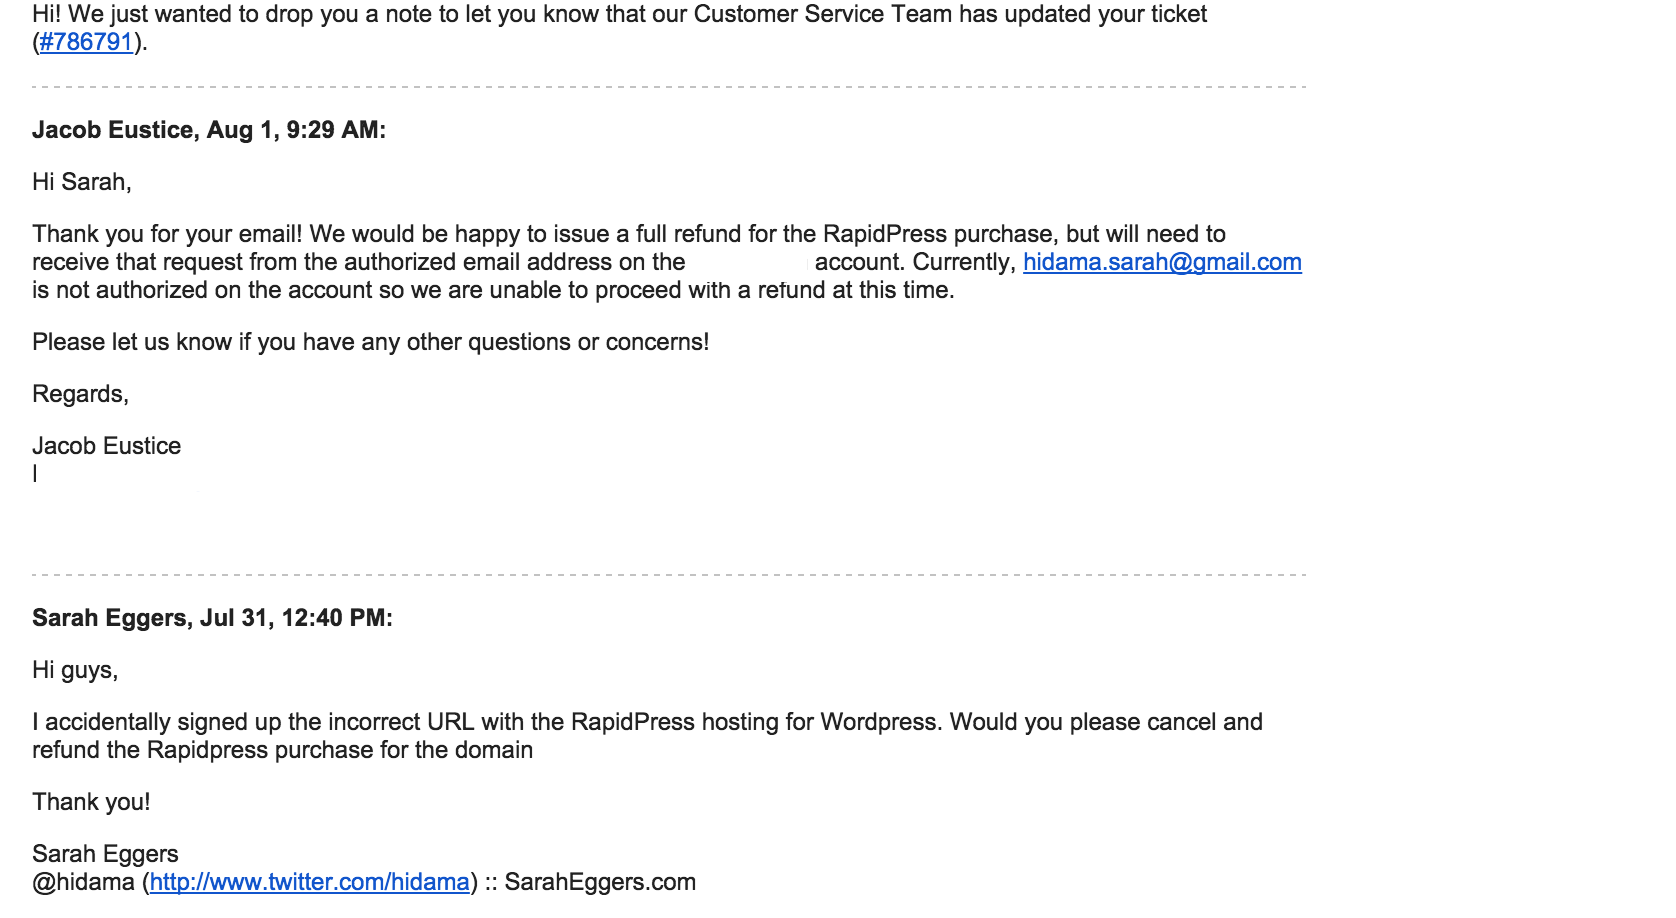 Hi! We just wanted to drop you a note to let you know that our Customer Service Team has updated your ticket
(#786791).
Jacob Eustice, Aug 1, 9:29 AM:
Hi Sarah,
Thank you for your email! We would be happy to issue a full refund for the RapidPress purchase, but will need to
receive that request from the authorized email address on the account. Currently, hidama.sarah@gmail.com
is not authorized on the account so we are unable to proceed with a refund at this time.
Please let us know if you have any other questions or concerns!
Regards,
Jacob Eustice
Sarah Eggers, Jul 31, 12:40 PM:
Hi guys,
I accidentally signed up the incorrect URL with the RapidPress hosting for Wordpress. Would you please cancel and
refund the Rapidpress purchase for the domain
Thank you!
Sarah Eggers
@hidama (http://www.twitter.com/hidama) :: SarahEggers.com